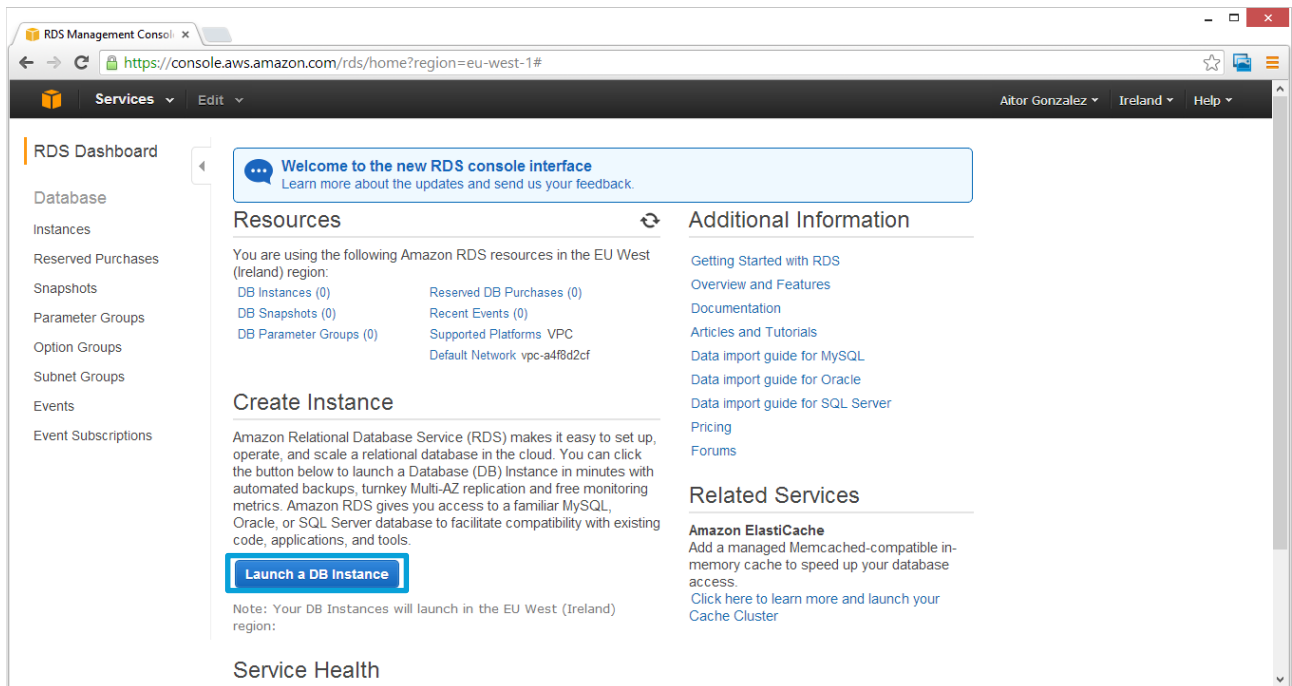 RDS Management Consol
https://console.aws.amazon.com/rds/home?region=eu-west-1#
Services Edit Aitor Gonzalez Ireland Help
RDS Dashboard
Database
Instances
Reserved Purchases
Snapshots
Parameter Groups
Option Groups
Subnet Groups
Events
Event Subscriptions
Welcome to the new RDS console interface
Learn more about the updates and send us your feedback.
Resources
You are using the following Amazon RDS resources in the EU West
(Ireland) region:
DB Instances (0) Reserved DB Purchases (0)
DB Snapshots (0) Recent Events (0)
DB Parameter Groups (0) Supported Platforms VPC
Default Network vpc-a4f8d2cf
Create Instance
Amazon Relational Database Service (RDS) makes it easy to set up,
operate, and scale a relational database in the cloud. You can click
the button below to launch a Database (DB) Instance in minutes with
automated backups, turnkey Multi-AZ replication and free monitoring
metrics. Amazon RDS gives you access to a familiar MySQL,
Oracle, or SQL Server database to facilitate compatibility with existing
code, applications, and tools.
Launch a DB Instance
Note: Your DB Instances will launch in the EU West (Ireland)
region:
Service Health
Additional Information
Getting Started with RDS
Overview and Features
Documentation
Articles and Tutorials
Data import guide for MySQL
Data import guide for Oracle
Data import guide for SQL Server
Pricing
Forums
Related Services
Amazon ElastiCache
Add a managed Memcached-compatible in-
memory cache to speed up your database
access.
Click here to learn more and launch your
Cache Cluster